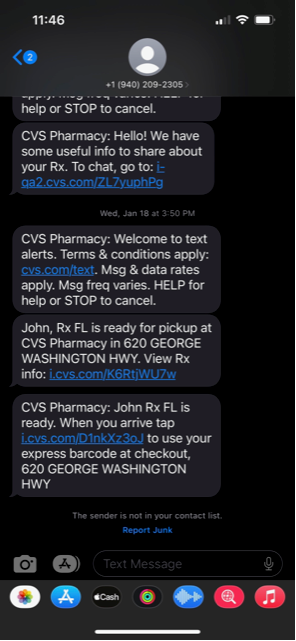 11:46
2
+1 (940) 209-2305 >
help or STOP to cancel.
CVS Pharmacy: Hello! We have
some useful info to share about
your Rx. To chat, go to: i-
qa2.cvs.com/ZL7yuphPg
Wed, Jan 18 at 3:50 PM
CVS Pharmacy: Welcome to text
alerts. Terms & conditions apply:
cvs.com/text. Msg & data rates
apply. Msg freq varies. HELP for
help or STOP to cancel.
John, Rx FL is ready for pickup at
CVS Pharmacy in 620 GEORGE
WASHINGTON HWY. View Rx
info: i.cvs.com/K6RtjWU7w
CVS Pharmacy: John Rx FL is
ready. When you arrive tap
i.cvs.com/D1nkXz3oJ to use your
express barcode at checkout,
620 GEORGE WASHINGTON
HWY
The sender is not in your contact list.
Report Junk
Text Message
Cash